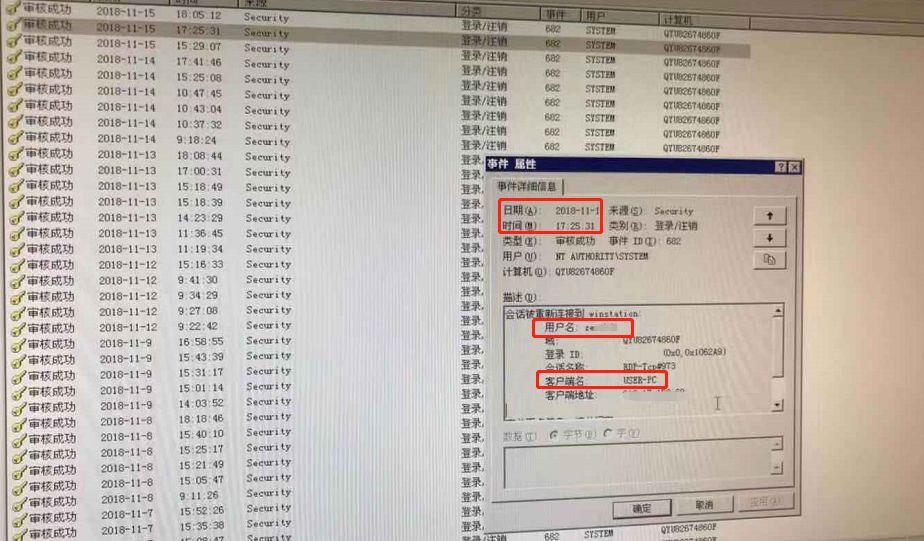 来源 分类 事件 用户 计算机
审核成功 2018-11-15 18:05:12 Security 登录/注销 682 SYSTEM QYU82674860F
审核成功 2018-11-15 17:25:31 Security 登录/注销 682 SYSTEM QYU82674860F
审核成功 2018-11-15 15:29:07 Security 登录/注销 682 SYSTEM QYU82674860F
审核成功 2018-11-14 17:41:46 Security 登录/注销 682 SYSTEM QYU82674860F
审核成功 2018-11-14 15:25:08 Security 登录/注销 682 SYSTEM QYU82674860F
审核成功 2018-11-14 10:47:45 Security 登录/注销 682 SYSTEM QYU82674860F
审核成功 2018-11-14 10:43:04 Security 登录/注销 682 SYSTEM QYU82674860F
审核成功 2018-11-14 10:37:32 Security 登录/注销 682 SYSTEM QYU82674860F
审核成功 2018-11-14 9:18:24 Security 登录/注销 682 SYSTEM QYU82674860F
审核成功 2018-11-13 18:08:44 Security 登录
审核成功 2018-11-13 17:00:31 Security 登录
审核成功 2018-11-13 15:18:49 Security 登录
审核成功 2018-11-13 15:18:39 Security 登录
审核成功 2018-11-13 14:23:29 Security 登录
审核成功 2018-11-13 11:36:45 Security 登录
审核成功 2018-11-13 11:19:34 Security 登录
审核成功 2018-11-12 15:16:33 Security 登录
审核成功 2018-11-12 9:41:30 Security 登录
审核成功 2018-11-12 9:34:29 Security 登录
审核成功 2018-11-12 9:27:08 Security 登录
审核成功 2018-11-12 9:22:42 Security 登录
审核成功 2018-11-9 16:58:55 Security 登录
审核成功 2018-11-9 15:43:39 Security 登录
审核成功 2018-11-9 15:31:17 Security 登录
审核成功 2018-11-9 15:01:14 Security 登录
审核成功 2018-11-9 14:03:52 Security 登录
审核成功 2018-11-8 18:18:46 Security 登录
审核成功 2018-11-8 15:40:10 Security 登录
审核成功 2018-11-8 15:25:17 Security 登录
审核成功 2018-11-8 15:21:49 Security 登录
审核成功 2018-11-8 15:05:47 Security 登录
审核成功 2018-11-8 9:11:26 Security 登录
审核成功 2018-11-7 15:52:26 Security 登录
审核成功 2018-11-7 15:35:38 Security 登录/注销 682 SYSTEM QYU82674860F
事件 属性
事件详细信息
日期(A): 2018-11-1 来源(S): Security
时间(M): 17:25:31 类别(R): 登录/注销
类型(E): 审核成功 事件 ID(I): 682
用户(U): NT AUTHORITY\SYSTEM
计算机(O): QYU82674860F
描述(D):
会话被重新连接到 winstation:
用户名: re
域: QYU82674860F
登录 ID: (0x0,0x1062A9)
会话名称: RDP-Tcp#973
客户端名: USER-PC
客户端地址:
数据(T): 字节(B) 字(W)
确定 取消 应用(A)